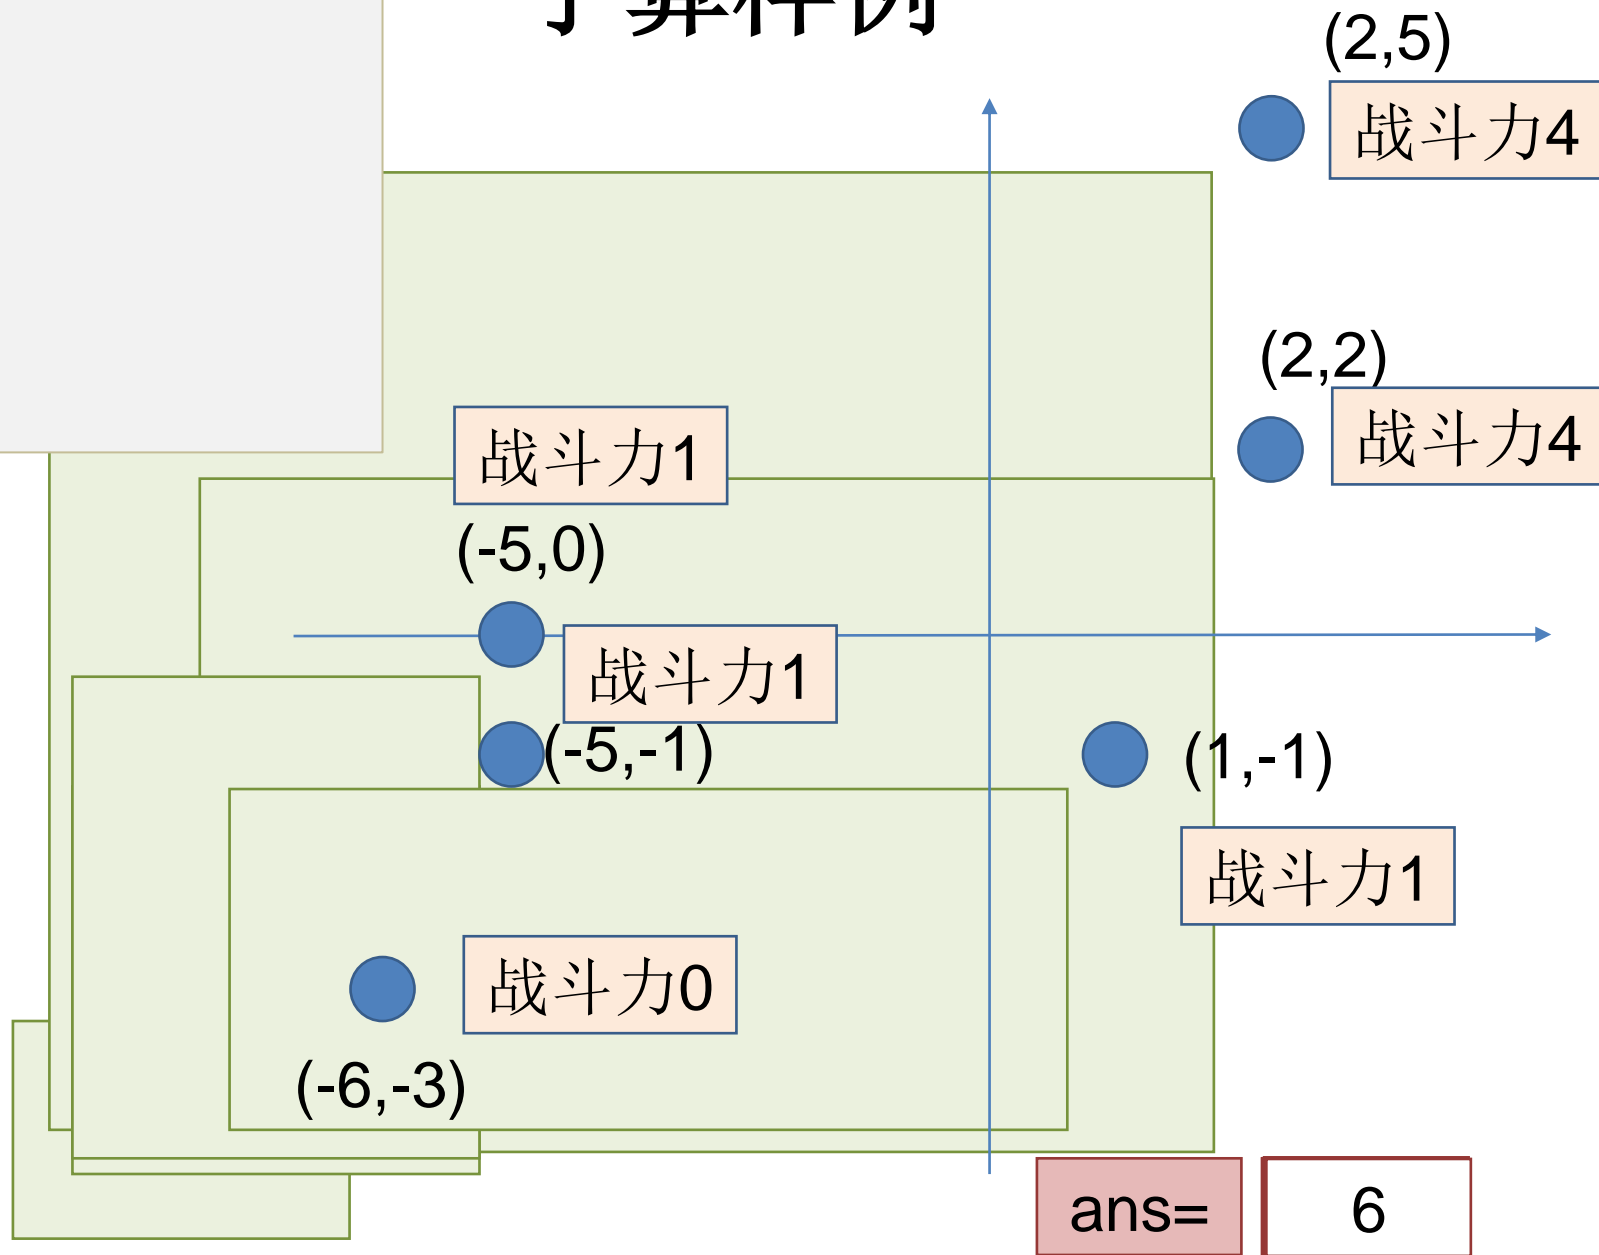 (2,5)
战斗力4
(2,2)
战斗力4
战斗力1
(-5,0)
战斗力1
(-5,-1)
(1,-1)
战斗力1
战斗力0
(-6,-3)
ans=
6